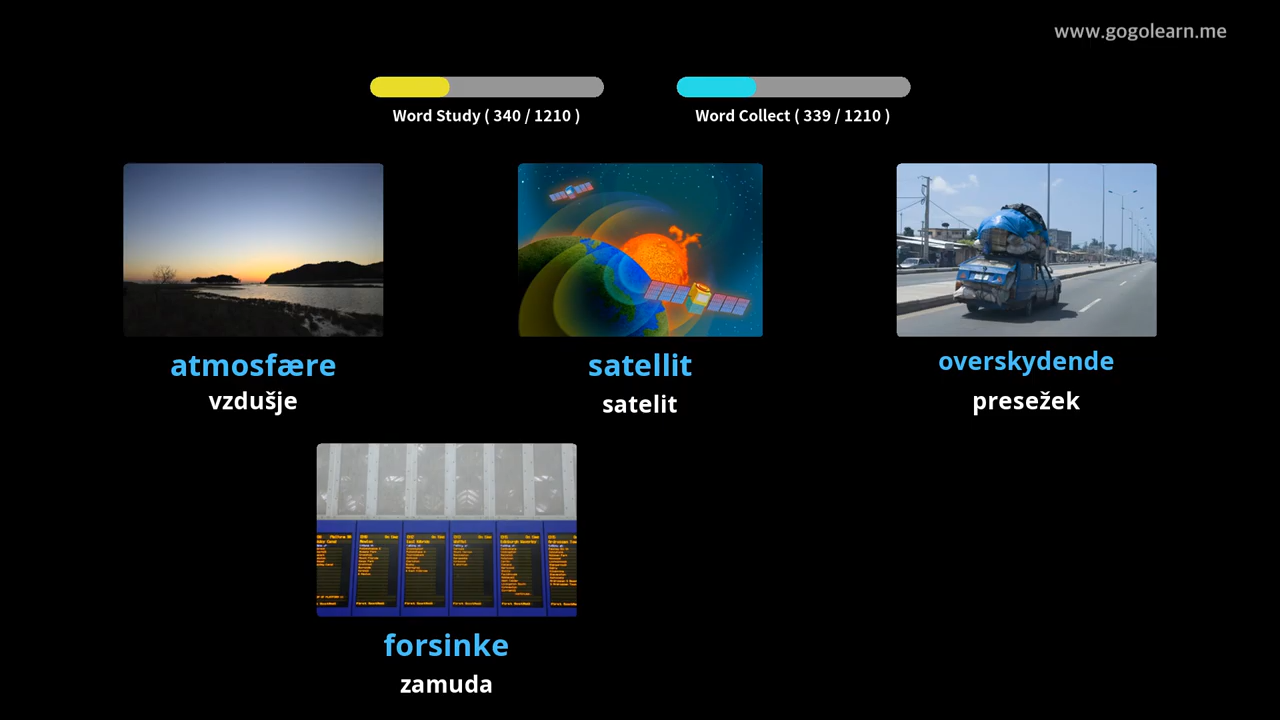 www.gogolearn.me
Word Study ( 340 / 1210 )
Word Collect ( 339 / 1210 )
atmosfære
vzdušje
satellit
satelit
overskydende
presežek
forsinke
zamuda